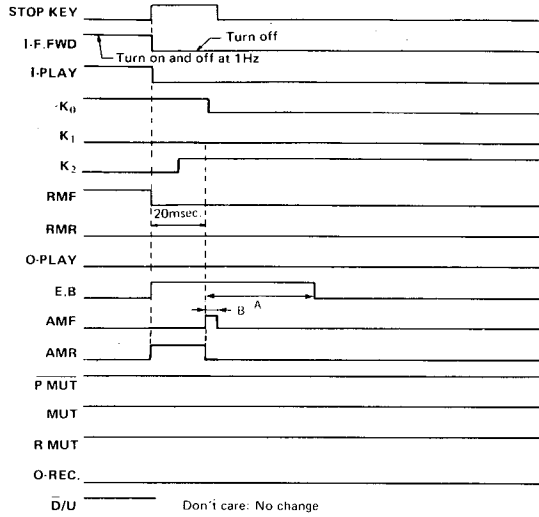 STOP KEY
I-F.FWD
Turn off
Turn on and off at 1Hz
I-PLAY
-K₀
K₁
K₂
RMF
20msec.
RMR
O-PLAY
E.B
A
B
AMF
AMR
P MUT
MUT
R MUT
O-REC.
D̄/U Don't care: No change